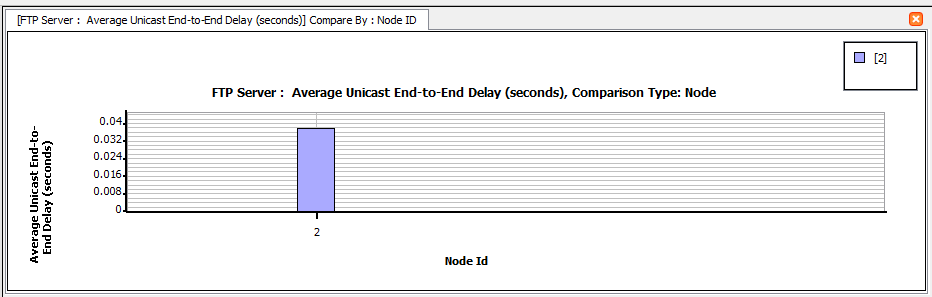 [FTP Server :  Average Unicast End-to-End Delay (seconds)] Compare By : Node ID
[2]
FTP Server :  Average Unicast End-to-End Delay (seconds), Comparison Type: Node
Average Unicast End-to-
End Delay (seconds)
0.04
0.032
0.024
0.016
0.008
0
2
Node Id